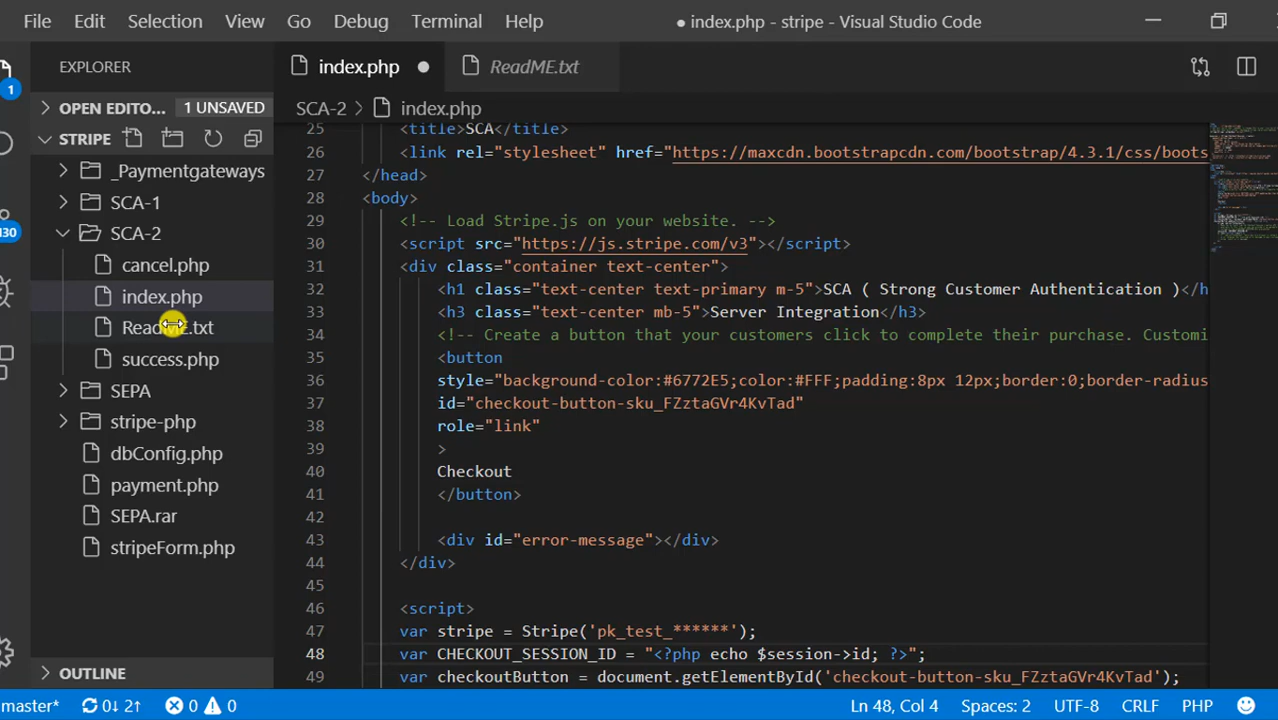 File Edit Selection View Go Debug Terminal Help ● index.php - stripe - Visual Studio Code
EXPLORER
index.php
ReadME.txt
1
OPEN EDITO... 1 UNSAVED
SCA-2 > index.php
STRIPE
_Paymentgateways
SCA-1
SCA-2
cancel.php
index.php
ReadME.txt
success.php
SEPA
stripe-php
dbConfig.php
payment.php
SEPA.rar
stripeForm.php
OUTLINE
30
25 <title>SCA</title>
26 <link rel="stylesheet" href="https://maxcdn.bootstrapcdn.com/bootstrap/4.3.1/css/boots
27 </head>
28 <body>
29 <!-- Load Stripe.js on your website. -->
30 <script src="https://js.stripe.com/v3"></script>
31 <div class="container text-center">
32 <h1 class="text-center text-primary m-5">SCA ( Strong Customer Authentication )</h
33 <h3 class="text-center mb-5">Server Integration</h3>
34 <!-- Create a button that your customers click to complete their purchase. Customi
35 <button
36 style="background-color:#6772E5;color:#FFF;padding:8px 12px;border:0;border-radius
37 id="checkout-button-sku_FZztaGVr4KvTad"
38 role="link"
39 >
40 Checkout
41 </button>
42
43 <div id="error-message"></div>
44 </div>
45
46 <script>
47 var stripe = Stripe('pk_test_******');
48 var CHECKOUT_SESSION_ID = "<?php echo $session->id; ?>";
49 var checkoutButton = document.getElementById('checkout-button-sku_FZztaGVr4KvTad');
master* 0↓ 2↑ 0 0 Ln 48, Col 4 Spaces: 2 UTF-8 CRLF PHP